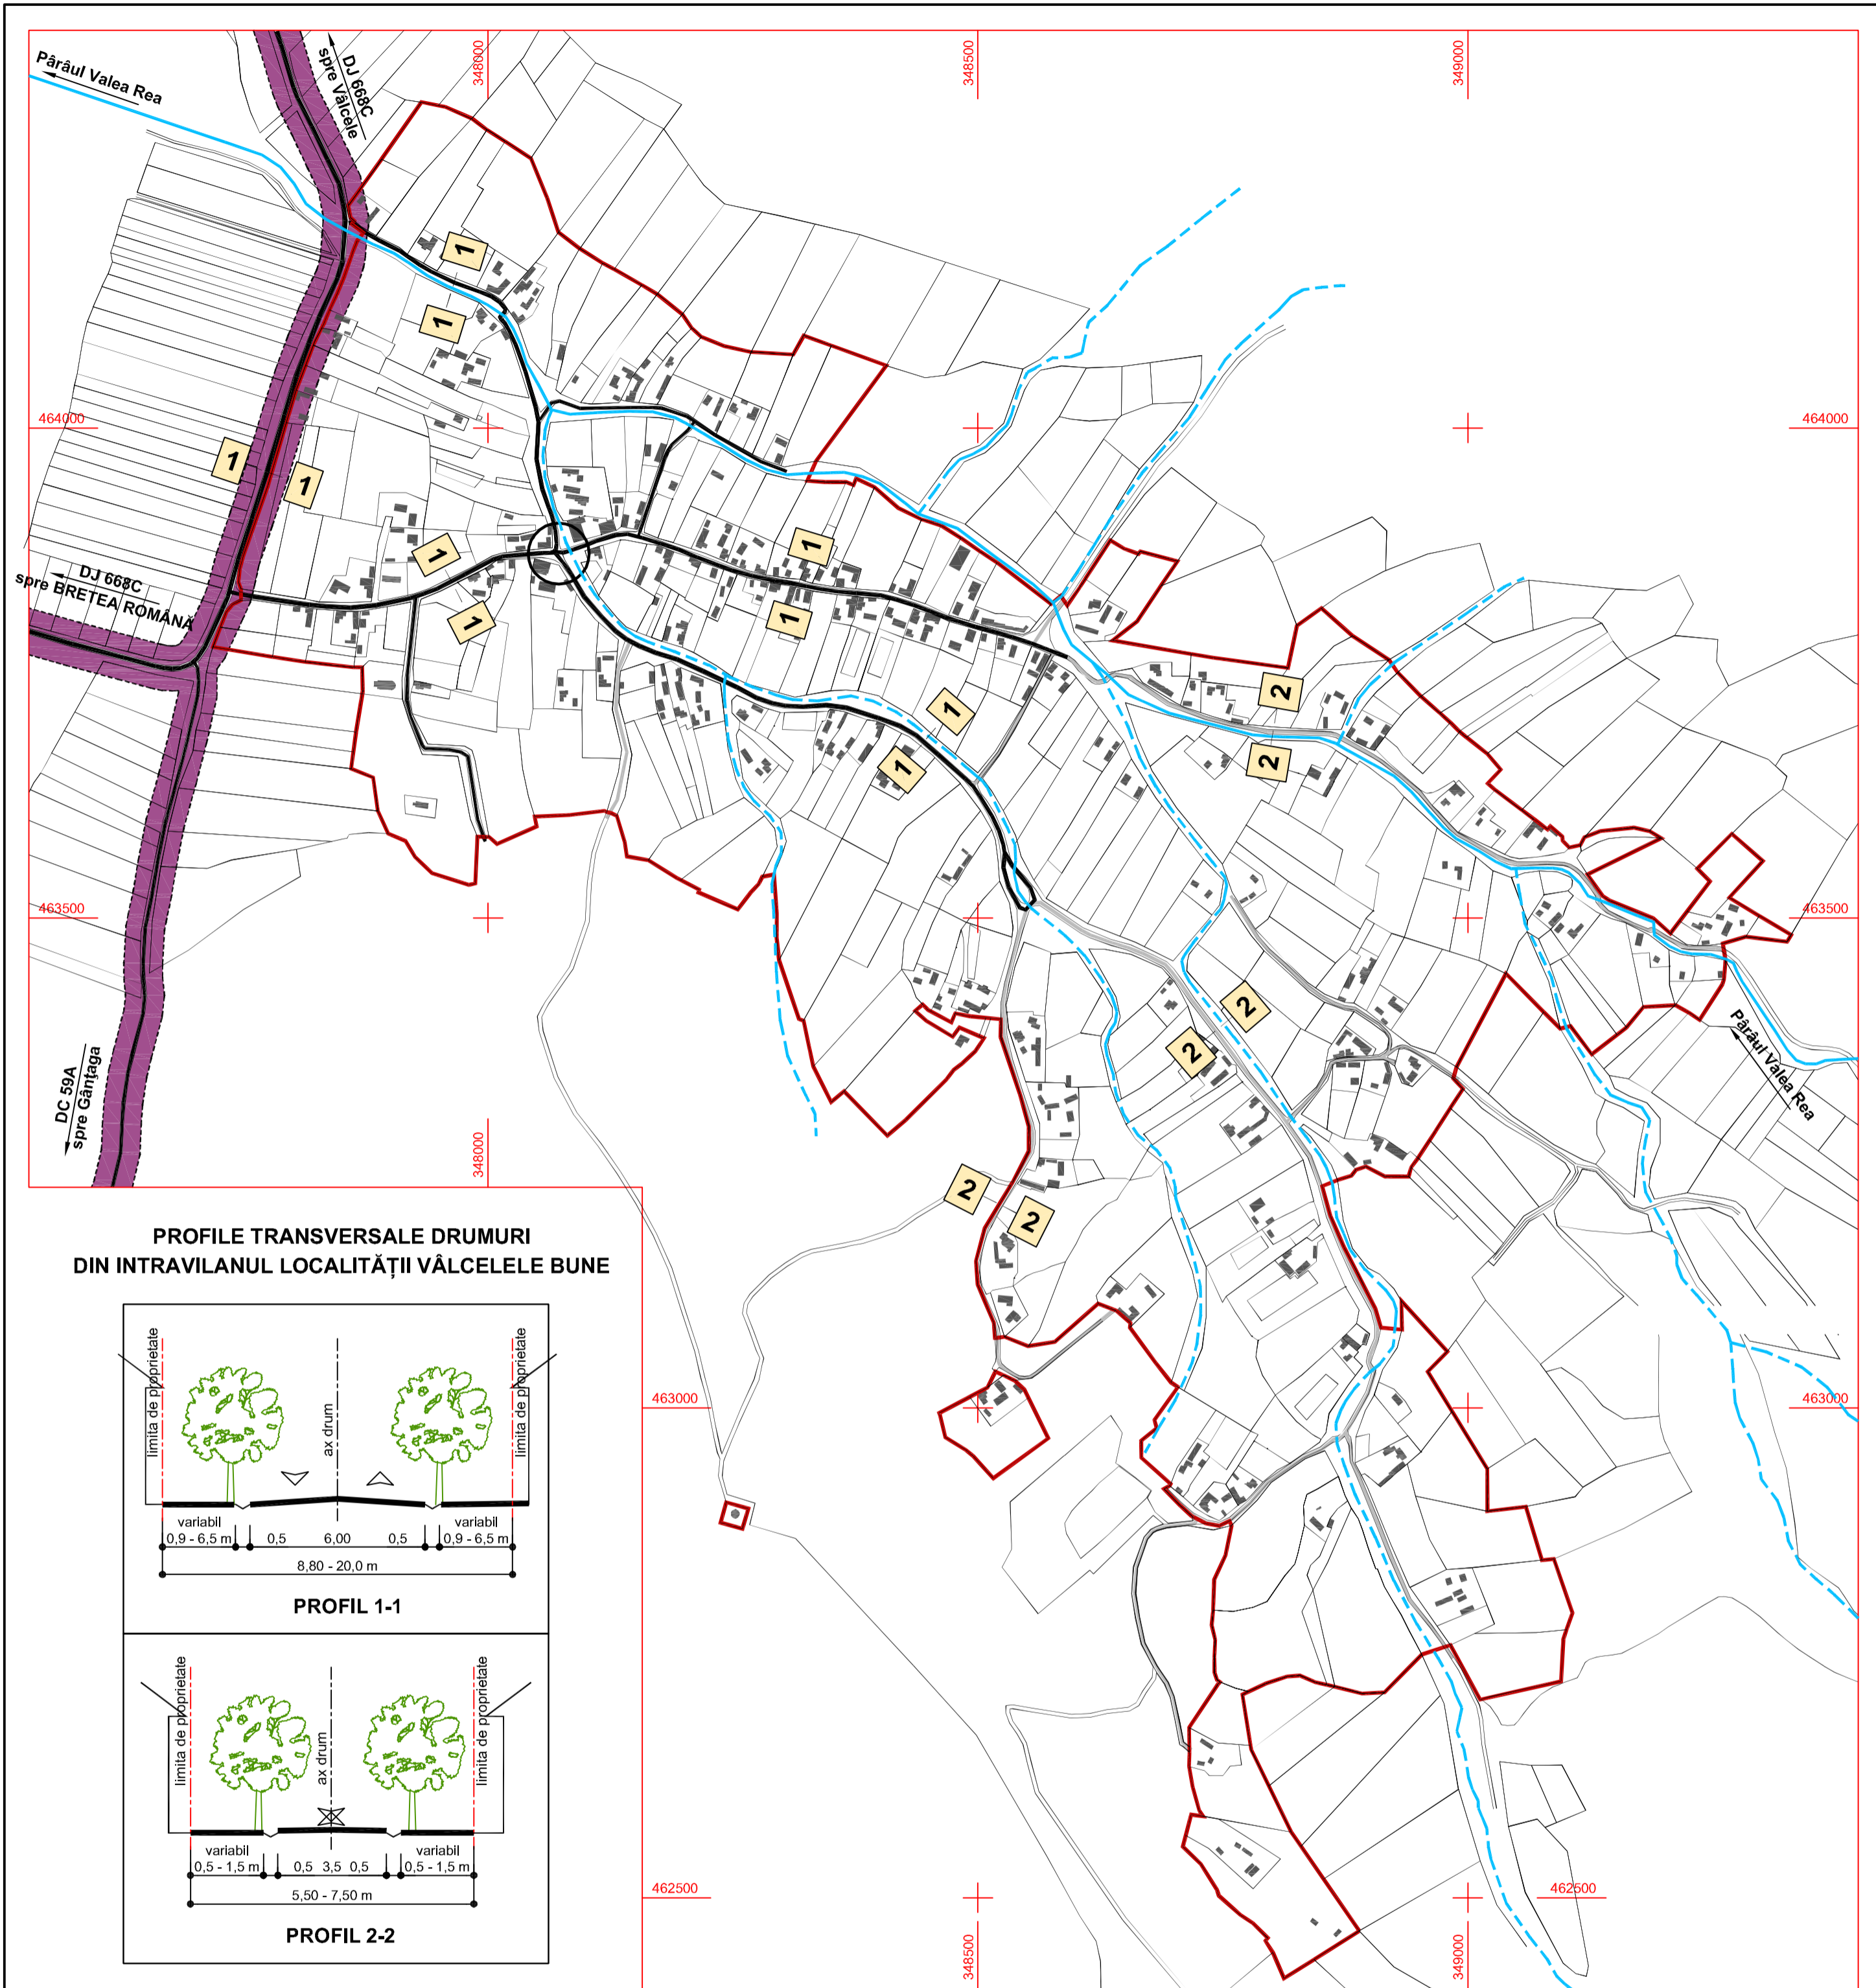 348000
348500
349000
Pârâul Valea Rea
DJ 668C
spre Vâlcele
1
1
464000
464000
1
1
1
1
1
1
DJ 668C
spre BRETEA ROMÂNĂ
1
1
2
2
463500
463500
2
2
Pârâul Valea Rea
DC 59A
spre Gânțaga
348000
2
2
PROFILE TRANSVERSALE DRUMURI
DIN INTRAVILANUL LOCALITĂȚII VÂLCELELE BUNE
limita de proprietate
ax drum
limita de proprietate
variabil
variabil
0,9 - 6,5 m
0,5
6,00
0,5
0,9 - 6,5 m
8,80 - 20,0 m
PROFIL 1-1
463000
463000
limita de proprietate
ax drum
limita de proprietate
variabil
variabil
0,5 - 1,5 m
0,5
3,5
0,5
0,5 - 1,5 m
5,50 - 7,50 m
PROFIL 2-2
462500
462500
348500
349000